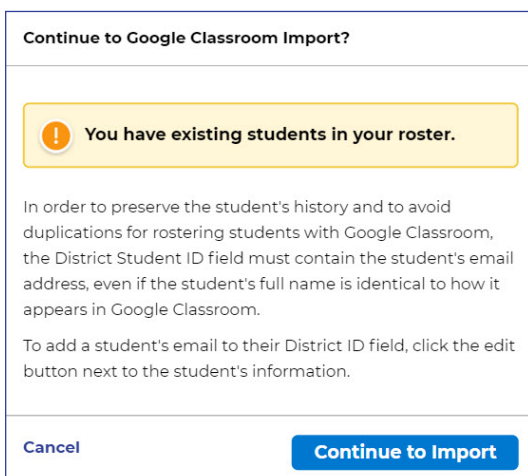 Continue to Google Classroom Import?
You have existing students in your roster.
In order to preserve the student's history and to avoid
duplications for rostering students with Google Classroom,
the District Student ID field must contain the student's email
address, even if the student's full name is identical to how it
appears in Google Classroom.
To add a student's email to their District ID field, click the edit
button next to the student's information.
Cancel
Continue to Import